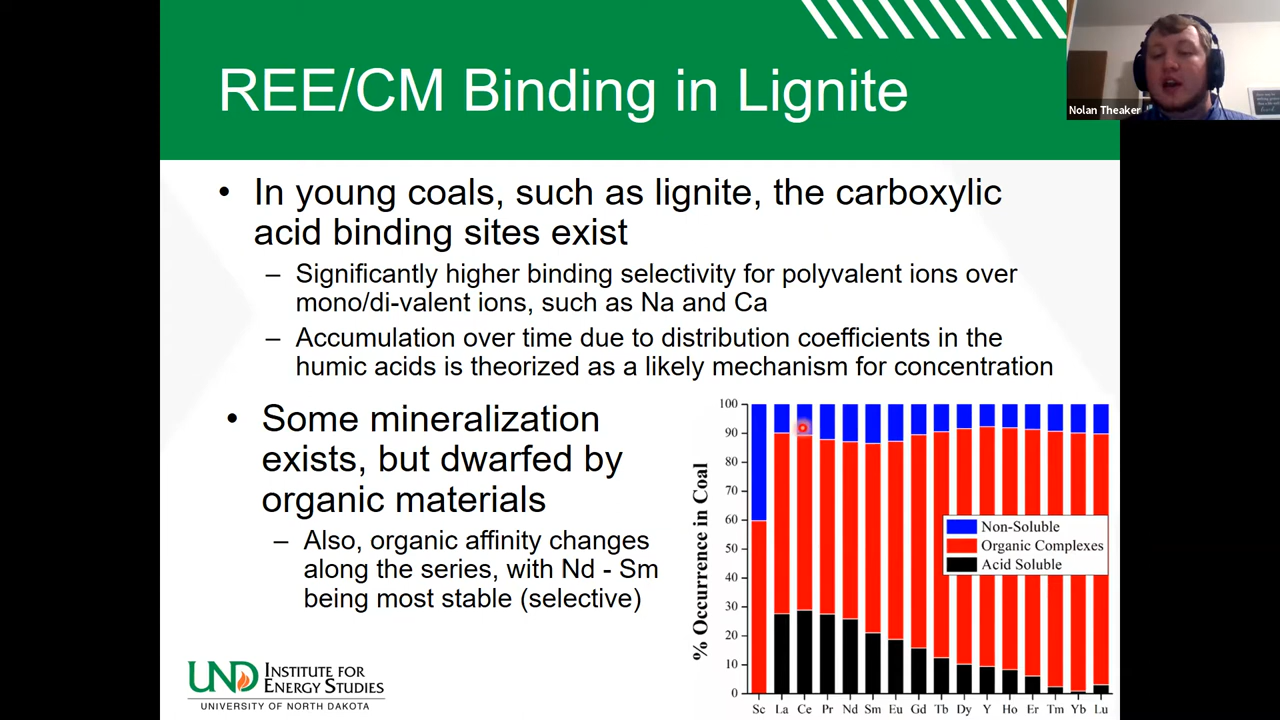 REE/CM Binding in Lignite
Nolan Theaker
• In young coals, such as lignite, the carboxylic
acid binding sites exist
– Significantly higher binding selectivity for polyvalent ions over
mono/di-valent ions, such as Na and Ca
– Accumulation over time due to distribution coefficients in the
humic acids is theorized as a likely mechanism for concentration
• Some mineralization
exists, but dwarfed by
organic materials
– Also, organic affinity changes
along the series, with Nd - Sm
being most stable (selective)
% Occurrence in Coal
100
90
80
70
60
50
40
30
20
10
0
Non-Soluble
Organic Complexes
Acid Soluble
Sc La Ce Pr Nd Sm Eu Gd Tb Dy Y Ho Er Tm Yb Lu
UND INSTITUTE FOR
ENERGY STUDIES
UNIVERSITY OF NORTH DAKOTA